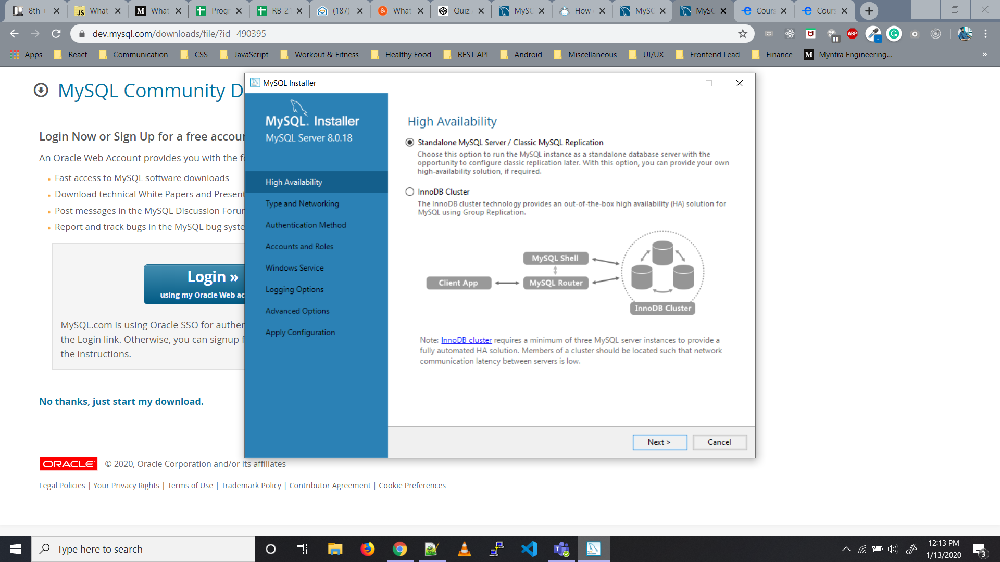 8th +
What
What
Progr
RB-2
(187)
What
Quiz
MySC
How
MySC
MySC
Cours
Cours
dev.mysql.com/downloads/file/?id=490395
ABP
Apps
React
Communication
CSS
JavaScript
Workout & Fitness
Healthy Food
REST API
Android
Miscellaneous
UI/UX
Frontend Lead
Finance
M
Myntra Engineering...
»
MySQL Community D
Login Now or Sign Up for a free accou
An Oracle Web Account provides you with the f
• Fast access to MySQL software downloads
• Download technical White Papers and Present
• Post messages in the MySQL Discussion Foru
• Report and track bugs in the MySQL bug syste
Login »
using my Oracle Web ac
MySQL.com is using Oracle SSO for auther
the Login link. Otherwise, you can signup f
the instructions.
No thanks, just start my download.
ORACLE
© 2020, Oracle Corporation and/or its affiliates
Legal Policies | Your Privacy Rights | Terms of Use | Trademark Policy | Contributor Agreement | Cookie Preferences
MySQL Installer
MySQL. Installer
MySQL Server 8.0.18
High Availability
Type and Networking
Authentication Method
Accounts and Roles
Windows Service
Logging Options
Advanced Options
Apply Configuration
High Availability
Standalone MySQL Server / Classic MySQL Replication
Choose this option to run the MySQL instance as a standalone database server with the
opportunity to configure classic replication later. With this option, you can provide your own
high-availability solution, if required.
InnoDB Cluster
The InnoDB cluster technology provides an out-of-the-box high availability (HA) solution for
MySQL using Group Replication.
MySQL Shell
Client App
MySQL Router
InnoDB Cluster
Note: InnoDB cluster requires a minimum of three MySQL server instances to provide a
fully automated HA solution. Members of a cluster should be located such that network
communication latency between servers is low.
Next >
Cancel
Type here to search
12:13 PM
1/13/2020
3